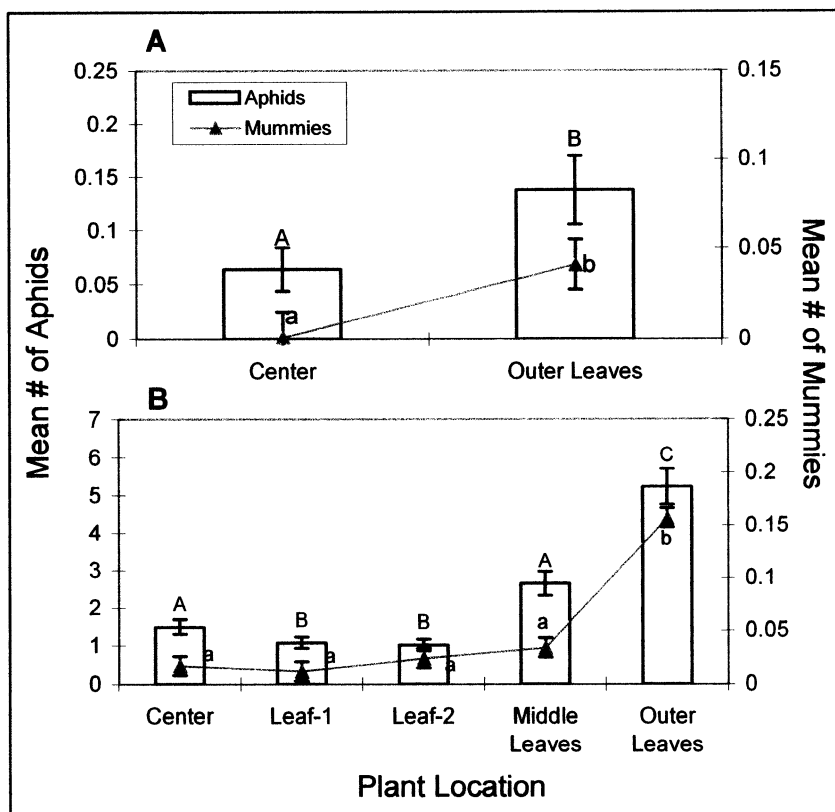 A
0.25
0.2
0.15
0.1
0.05
0
Aphids
Mummies
A
a
B
b
0.15
0.1
0.05
0
Center
Outer Leaves
Mean # of Aphids
Mean # of Mummies
B
7
6
5
4
3
2
1
0
A
a
B
a
B
a
A
a
C
b
0.25
0.2
0.15
0.1
0.05
0
Center
Leaf-1
Leaf-2
Middle
Leaves
Outer
Leaves
Plant Location